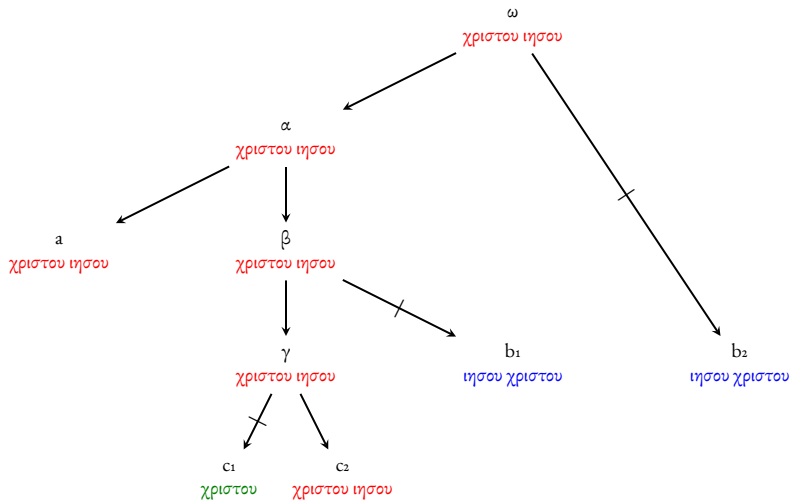 ω
χριστου ιησου
α
χριστου ιησου
a
χριστου ιησου
β
χριστου ιησου
γ
χριστου ιησου
b1
ιησου χριστου
b2
ιησου χριστου
c1
χριστου
c2
χριστου ιησου